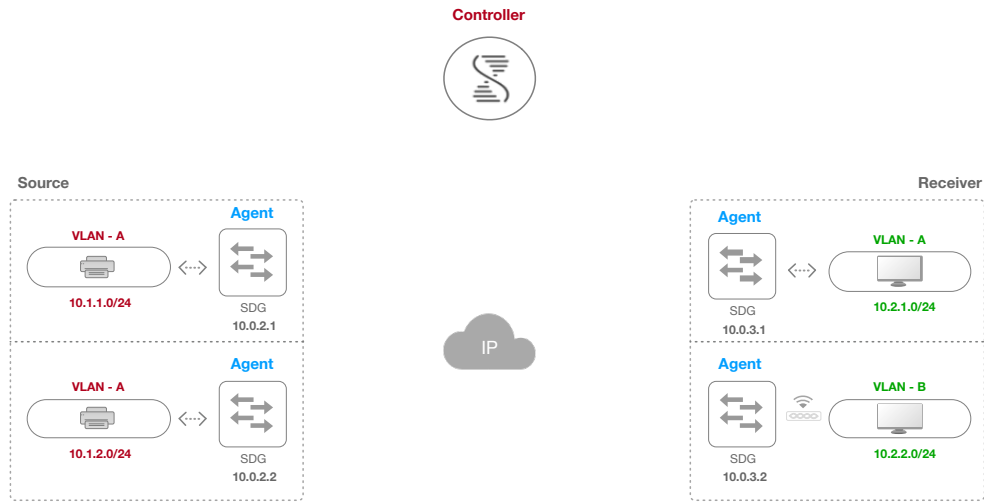 Controller
Source
Receiver
Agent
VLAN - A
10.1.1.0/24
SDG
10.0.2.1
Agent
VLAN - A
10.1.2.0/24
SDG
10.0.2.2
IP
Agent
VLAN - A
SDG
10.0.3.1
10.2.1.0/24
Agent
VLAN - B
SDG
10.0.3.2
10.2.2.0/24